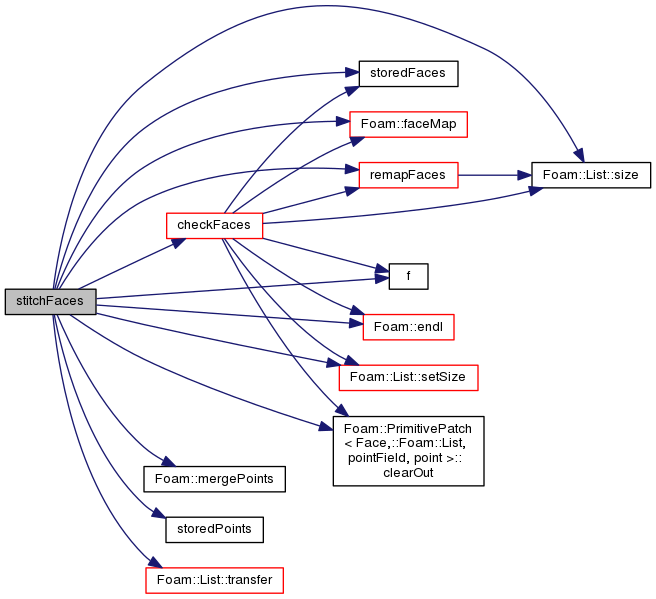 storedFaces
Foam::faceMap
remapFaces
Foam::List::size
checkFaces
f
stitchFaces
Foam::endl
Foam::List::setSize
Foam::PrimitivePatch
< Face,::Foam::List,
pointField, point >::
clearOut
Foam::mergePoints
storedPoints
Foam::List::transfer